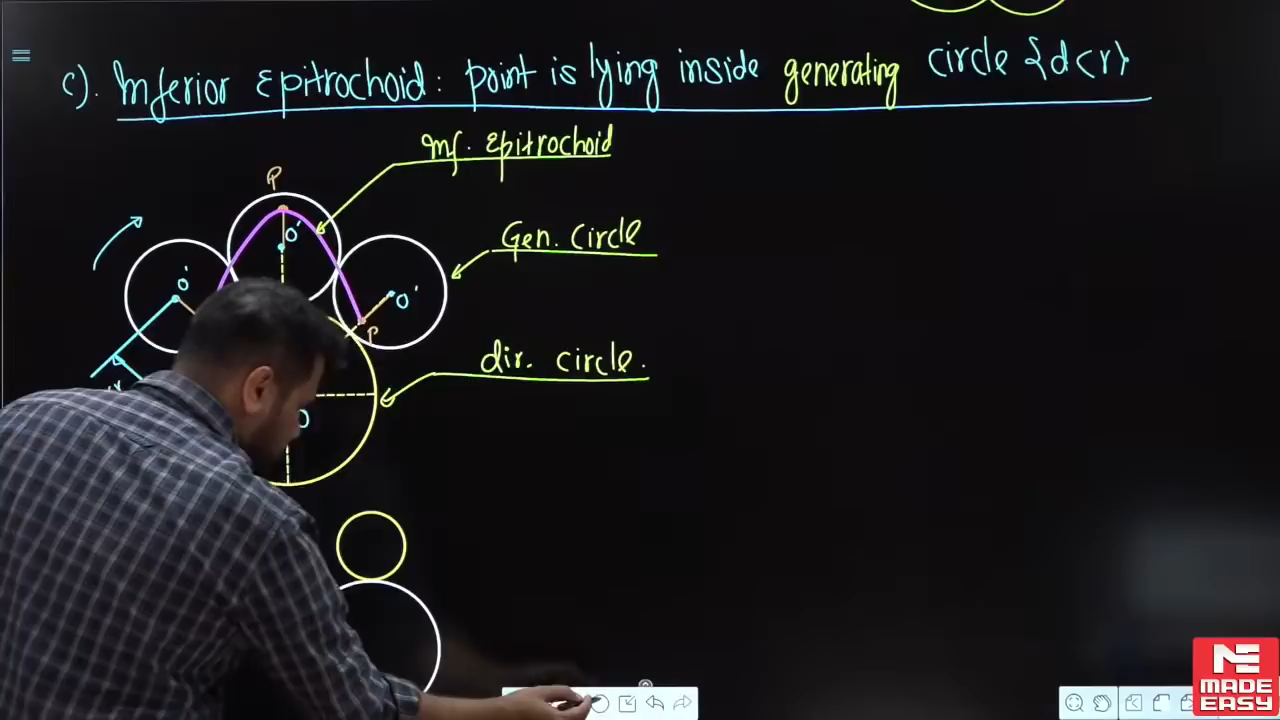 c). Inferior Epitrochoid: point is lying inside generating circle {d<r}
Inf. Epitrochoid
P
O'
Gen. Circle
O'
O'
P
dir. circle.
O
MADE
EASY